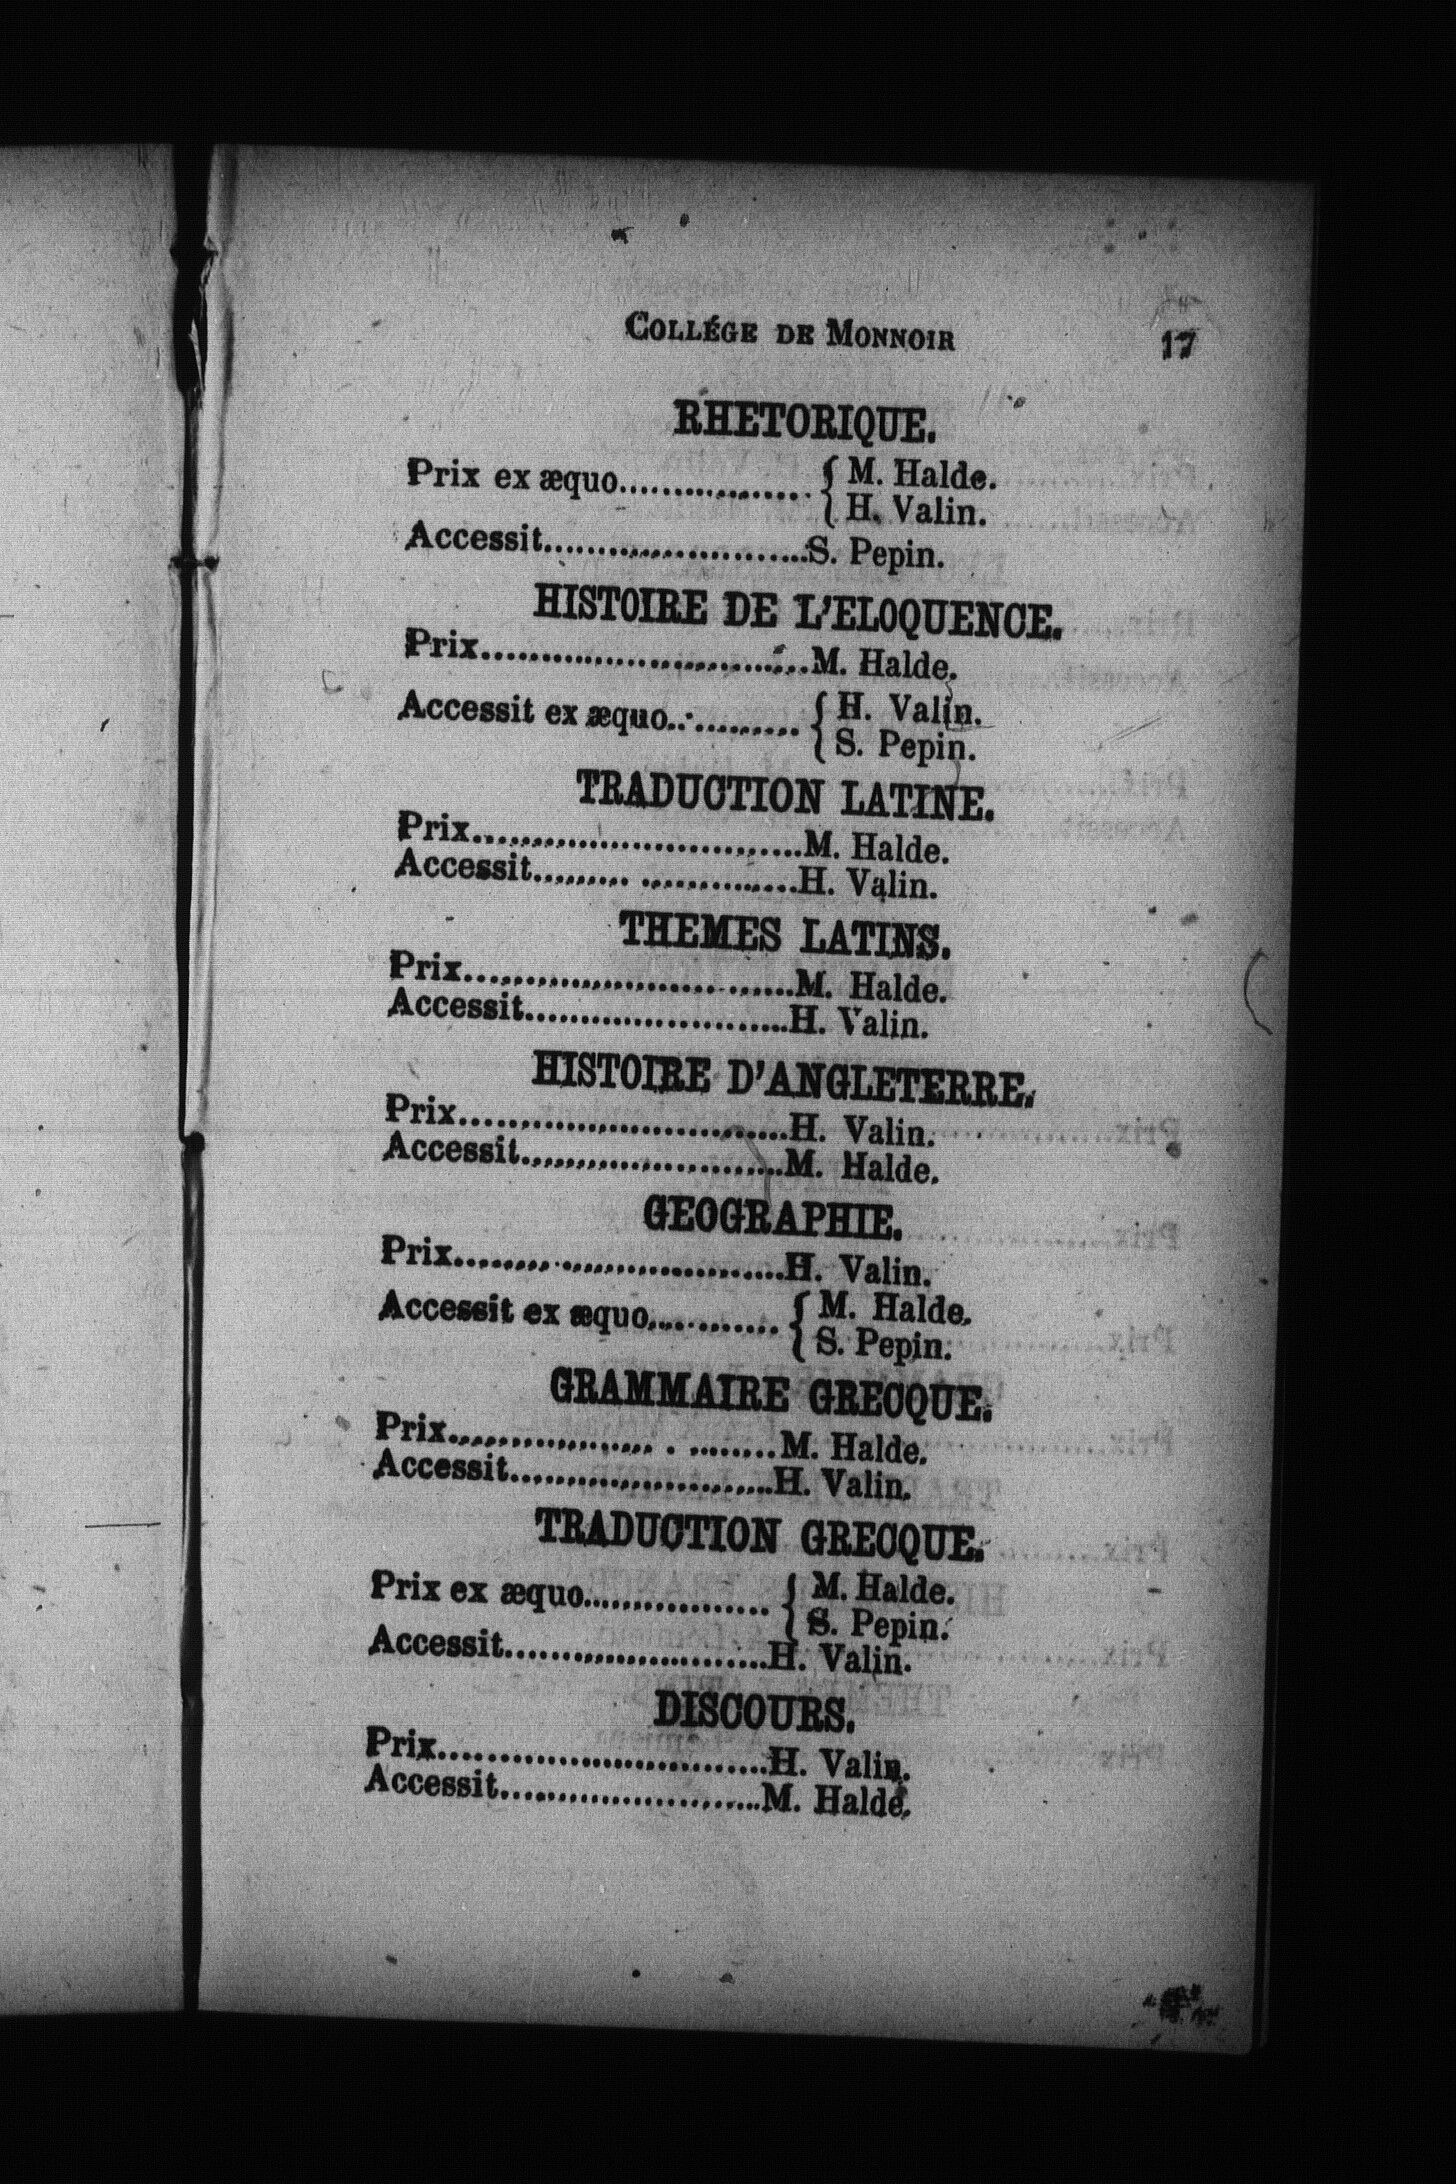 COLLÉGE DE MONNOIR 17
RHETORIQUE.
Prix ex æquo.................. { M. Halde.
{ H. Valin.
Accessit........................S. Pepin.
HISTOIRE DE L'ELOQUENCE.
Prix..............................M. Halde.
Accessit ex æquo............ { H. Valin.
{ S. Pepin.
TRADUCTION LATINE.
Prix..............................M. Halde.
Accessit......... ..............H. Valin.
THEMES LATINS.
Prix..............................M. Halde.
Accessit........................H. Valin.
HISTOIRE D'ANGLETERRE.
Prix..............................H. Valin.
Accessit........................M. Halde.
GEOGRAPHIE.
Prix..............................H. Valin.
Accessit ex æquo............ { M. Halde.
{ S. Pepin.
GRAMMAIRE GRECQUE.
Prix................... . ........M. Halde.
Accessit........................H. Valin.
TRADUCTION GRECQUE.
Prix ex æquo................. { M. Halde.
{ S. Pepin.
Accessit........................H. Valin.
DISCOURS.
Prix..............................H. Valin.
Accessit........................M. Halde.